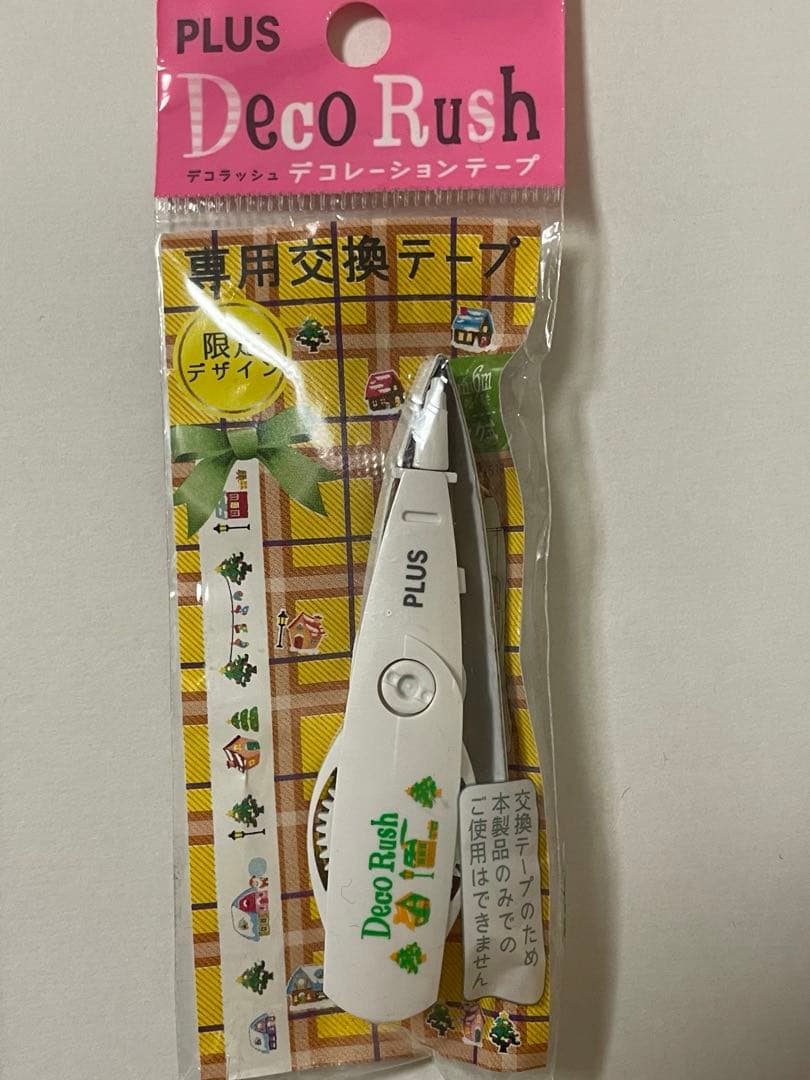 PLUS
Deco Rush
デコラッシュ デコレーションテープ
専用交換テープ
限定
デザイン
6m
PLUS
Deco Rush
交換テープのため
本製品のみでの
ご使用はできません